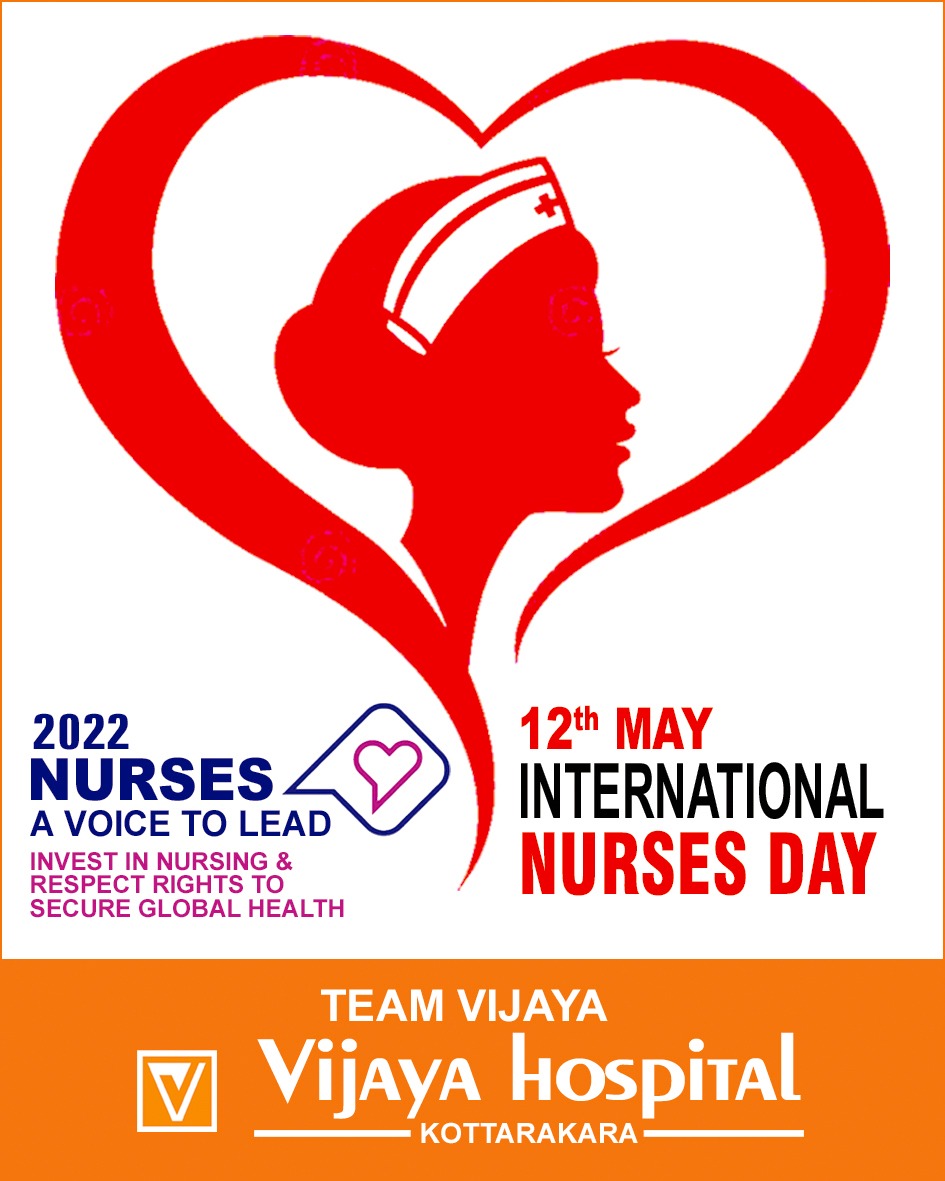 2022
NURSES
A VOICE TO LEAD
INVEST IN NURSING &
RESPECT RIGHTS TO
SECURE GLOBAL HEALTH
12th MAY
INTERNATIONAL
NURSES DAY
TEAM VIJAYA
Vijaya hospital
KOTTARAKARA